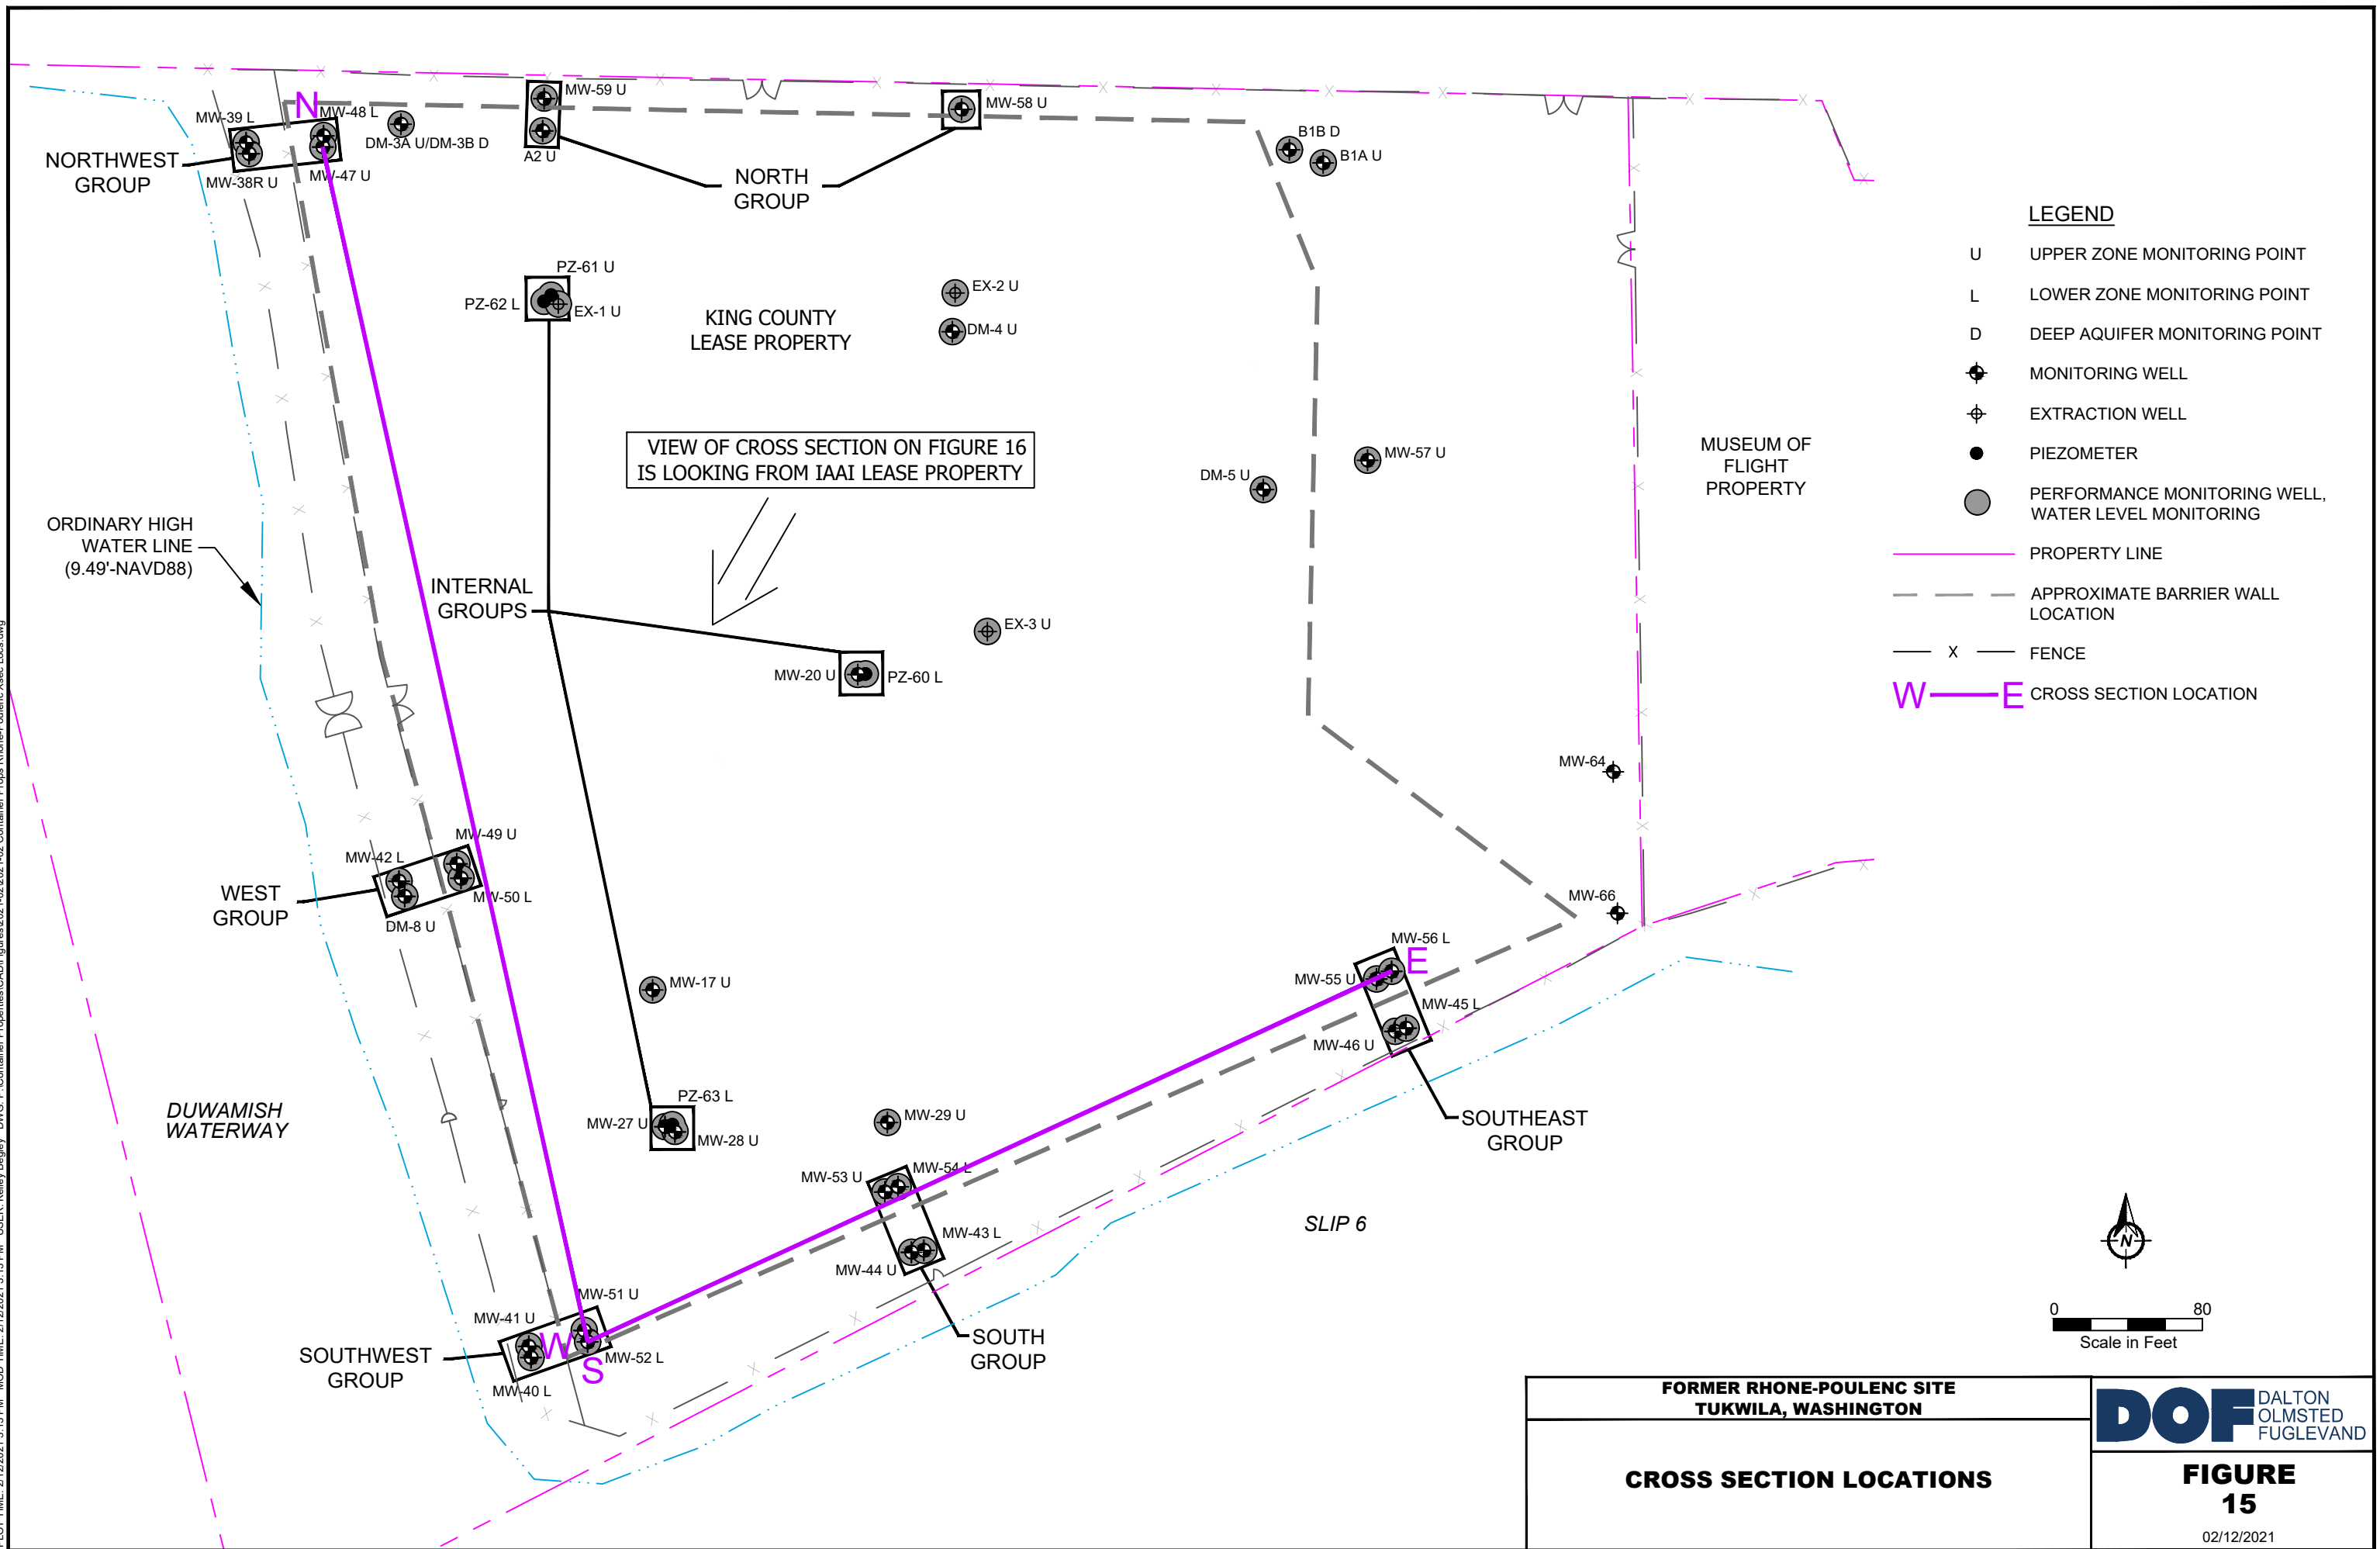 N
MW-39 L
MW-48 L
DM-3A U/DM-3B D
NORTHWEST
GROUP
MW-38R U
MW-47 U
MW-59 U
A2 U
MW-58 U
NORTH
GROUP
B1B D
B1A U
PZ-61 U
PZ-62 L
EX-1 U
KING COUNTY
LEASE PROPERTY
EX-2 U
DM-4 U
VIEW OF CROSS SECTION ON FIGURE 16
IS LOOKING FROM IAAI LEASE PROPERTY
DM-5 U
MW-57 U
MUSEUM OF
FLIGHT
PROPERTY
ORDINARY HIGH
WATER LINE
(9.49'-NAVD88)
INTERNAL
GROUPS
EX-3 U
MW-20 U
PZ-60 L
MW-64
MW-49 U
MW-42 L
WEST
GROUP
MW-50 L
DM-8 U
MW-66
MW-56 L
E
MW-55 U
MW-45 L
MW-46 U
MW-17 U
DUWAMISH
WATERWAY
PZ-63 L
MW-27 U
MW-28 U
MW-29 U
SOUTHEAST
GROUP
MW-53 U
MW-54 L
MW-43 L
MW-44 U
SLIP 6
MW-51 U
MW-41 U
W
S
MW-52 L
MW-40 L
SOUTHWEST
GROUP
SOUTH
GROUP
LEGEND
U UPPER ZONE MONITORING POINT
L LOWER ZONE MONITORING POINT
D DEEP AQUIFER MONITORING POINT
MONITORING WELL
EXTRACTION WELL
PIEZOMETER
PERFORMANCE MONITORING WELL,
WATER LEVEL MONITORING
PROPERTY LINE
APPROXIMATE BARRIER WALL
LOCATION
X FENCE
W E CROSS SECTION LOCATION
N
0 80
Scale in Feet
FORMER RHONE-POULENC SITE
TUKWILA, WASHINGTON
CROSS SECTION LOCATIONS
DOF
DALTON
OLMSTED
FUGLEVAND
FIGURE
15
02/12/2021